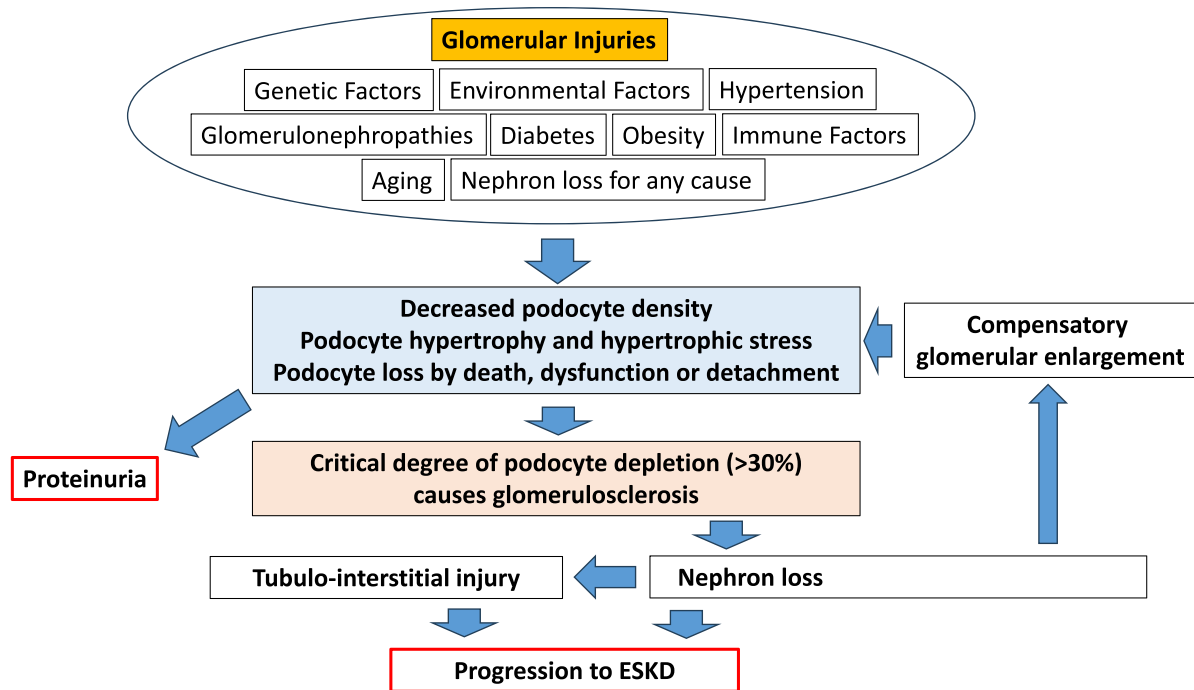 Glomerular Injuries
Genetic Factors
Environmental Factors
Hypertension
Glomerulonephropathies
Diabetes
Obesity
Immune Factors
Aging
Nephron loss for any cause
Decreased podocyte density
Podocyte hypertrophy and hypertrophic stress
Podocyte loss by death, dysfunction or detachment
Compensatory
glomerular enlargement
Proteinuria
Critical degree of podocyte depletion (>30%)
causes glomerulosclerosis
Tubulo-interstitial injury
Nephron loss
Progression to ESKD